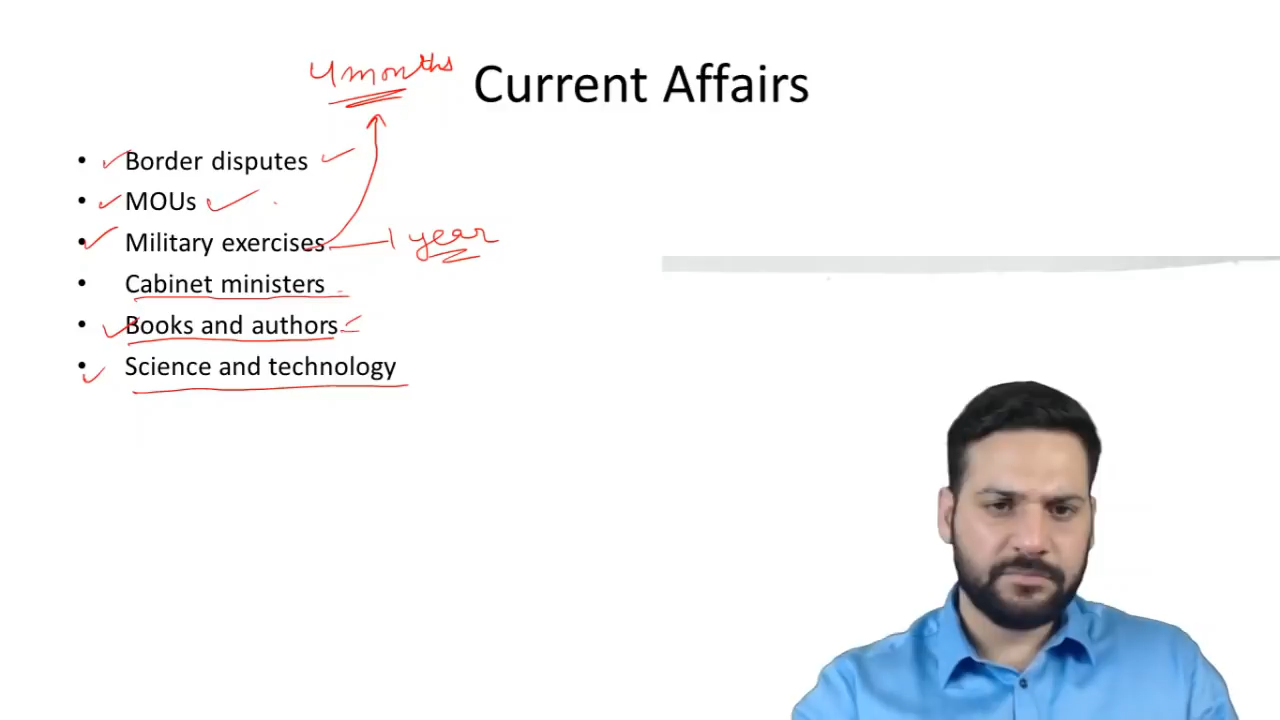 4 months
Current Affairs
• Border disputes
• MOUs
• Military exercises 1 year
• Cabinet ministers
• Books and authors
• Science and technology